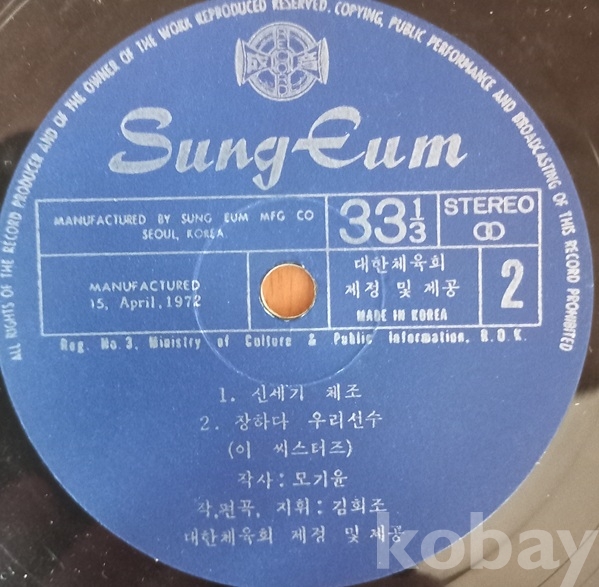 ALL RIGHTS OF THE RECORD PRODUCER AND OF THE OWNER OF THE WORK REPRODUCED RESERVED. COPYING, PUBLIC PERFORMANCE AND BROADCASTING OF THIS RECORD PROHIBITED
Sung-Eum
MANUFACTURED BY SUNG EUM MFG CO
SEOUL, KOREA.
33 1/3
STEREO
MANUFACTURED
15, April, 1972
대한체육회
제정 및 제공
MADE IN KOREA
2
Reg. No.3, Ministry of Culture & Public Information, R.O.K.
1. 신세기 체조
2. 장하다 우리선수
(이 씨스터즈)
작사: 모기윤
작,편곡, 지휘: 김희조
대한체육회 제정 및 제공
kobay